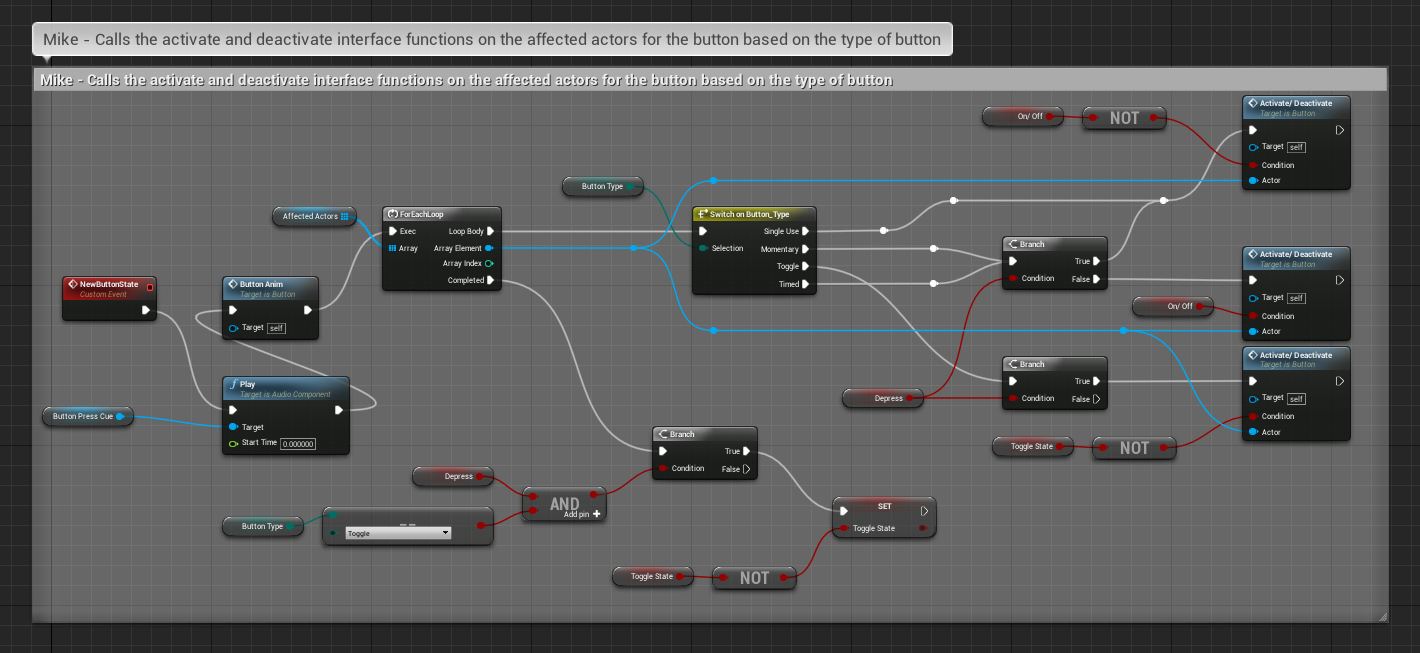 Mike - Calls the activate and deactivate interface functions on the affected actors for the button based on the type of button
Mike - Calls the activate and deactivate interface functions on the affected actors for the button based on the type of button
On/ Off
NOT
Activate/ Deactivate
Target is Button
Target self
Condition
Actor
Button Type
Affected Actors
ForEachLoop
Exec Loop Body
Array Array Element
Array Index
Completed
Switch on Button_Type
Single Use
Selection Momentary
Toggle
Timed
Branch
True
Condition False
Activate/ Deactivate
Target is Button
Target self
Condition
Actor
On/ Off
NewButtonState
Custom Event
Button Anim
Target is Button
Target self
Activate/ Deactivate
Target is Button
Target self
Condition
Actor
Branch
True
Condition False
Depress
Play
Target is Audio Component
Target
Start Time 0.000000
Button Press Cue
Toggle State
NOT
Branch
True
Condition False
Depress
AND
Add pin +
Button Type
==
Toggle
SET
Toggle State
Toggle State
NOT